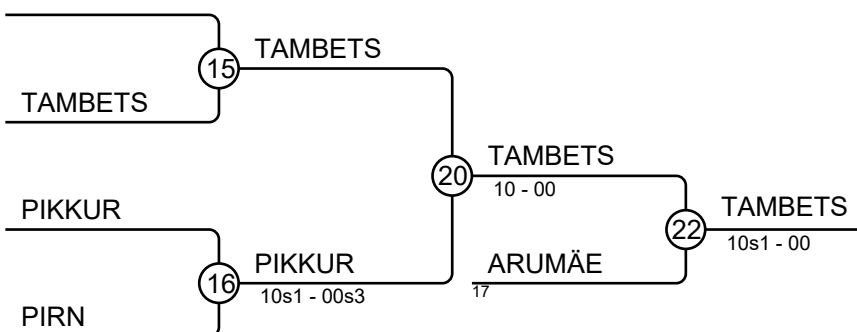 TAMBETS
15
TAMBETS
TAMBETS
20
10 - 00
PIKKUR
TAMBETS
22
10s1 - 00
PIKKUR
ARUMÄE
16
10s1 - 00s3
17
PIRN